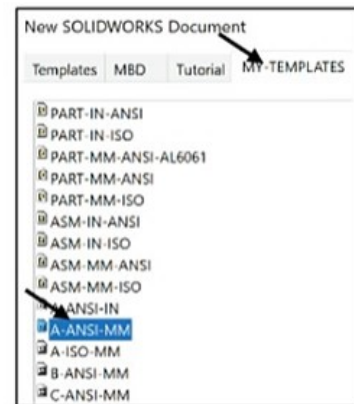 New SOLIDWORKS Document
Templates MBD Tutorial MY-TEMPLATES
PART-IN-ANSI
PART-IN-ISO
PART-MM-ANSI-AL6061
PART-MM-ANSI
PART-MM-ISO
ASM-IN-ANSI
ASM-IN-ISO
ASM-MM-ANSI
ASM-MM-ISO
A-ANSI-IN
A-ANSI-MM
A-ISO-MM
B-ANSI-MM
C-ANSI-MM